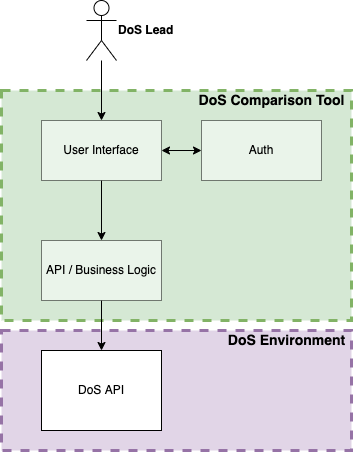 DoS Lead
DoS Comparison Tool
User Interface
Auth
API / Business Logic
DoS Environment
DoS API